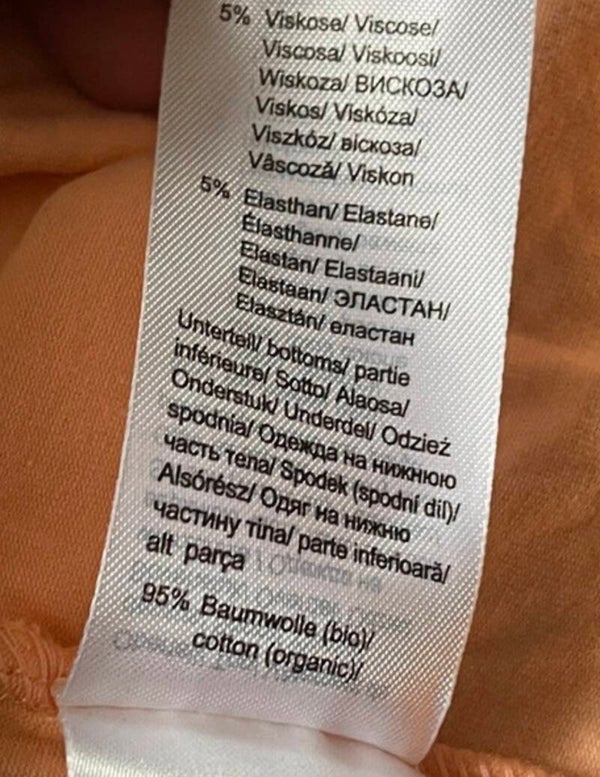 5% Viskose/ Viscose/
Viscosa/ Viskoosi/
Wiskoza/ ВИСКОЗА/
Viskos/ Viskóza/
Viszkóz/ віскоза/
Vâscoză/ Viskon
5% Elasthan/ Elastane/
Élasthanne/
Elastan/ Elastaani/
Elastaan/ ЭЛАСТАН/
Elasztán/ еластан
Unterteil/ bottoms/ partie
inférieure/ Sotto/ Alaosa/
Onderstuk/ Underdel/ Odzież
spodnia/ Одежда на нижнюю
часть тела/ Spodek (spodní díl)/
Alsórész/ Одяг на нижню
частину тіла/ parte inferioară/
alt parça
95% Baumwolle (bio)/
cotton (organic)/